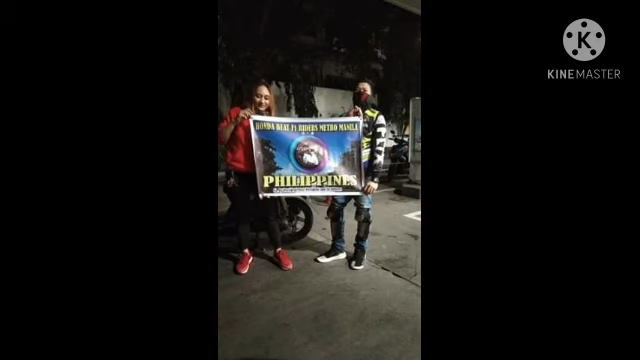 KINEMASTER
HONDA BEAT Fi RIDERS METRO MANILA
PHILIPPINES